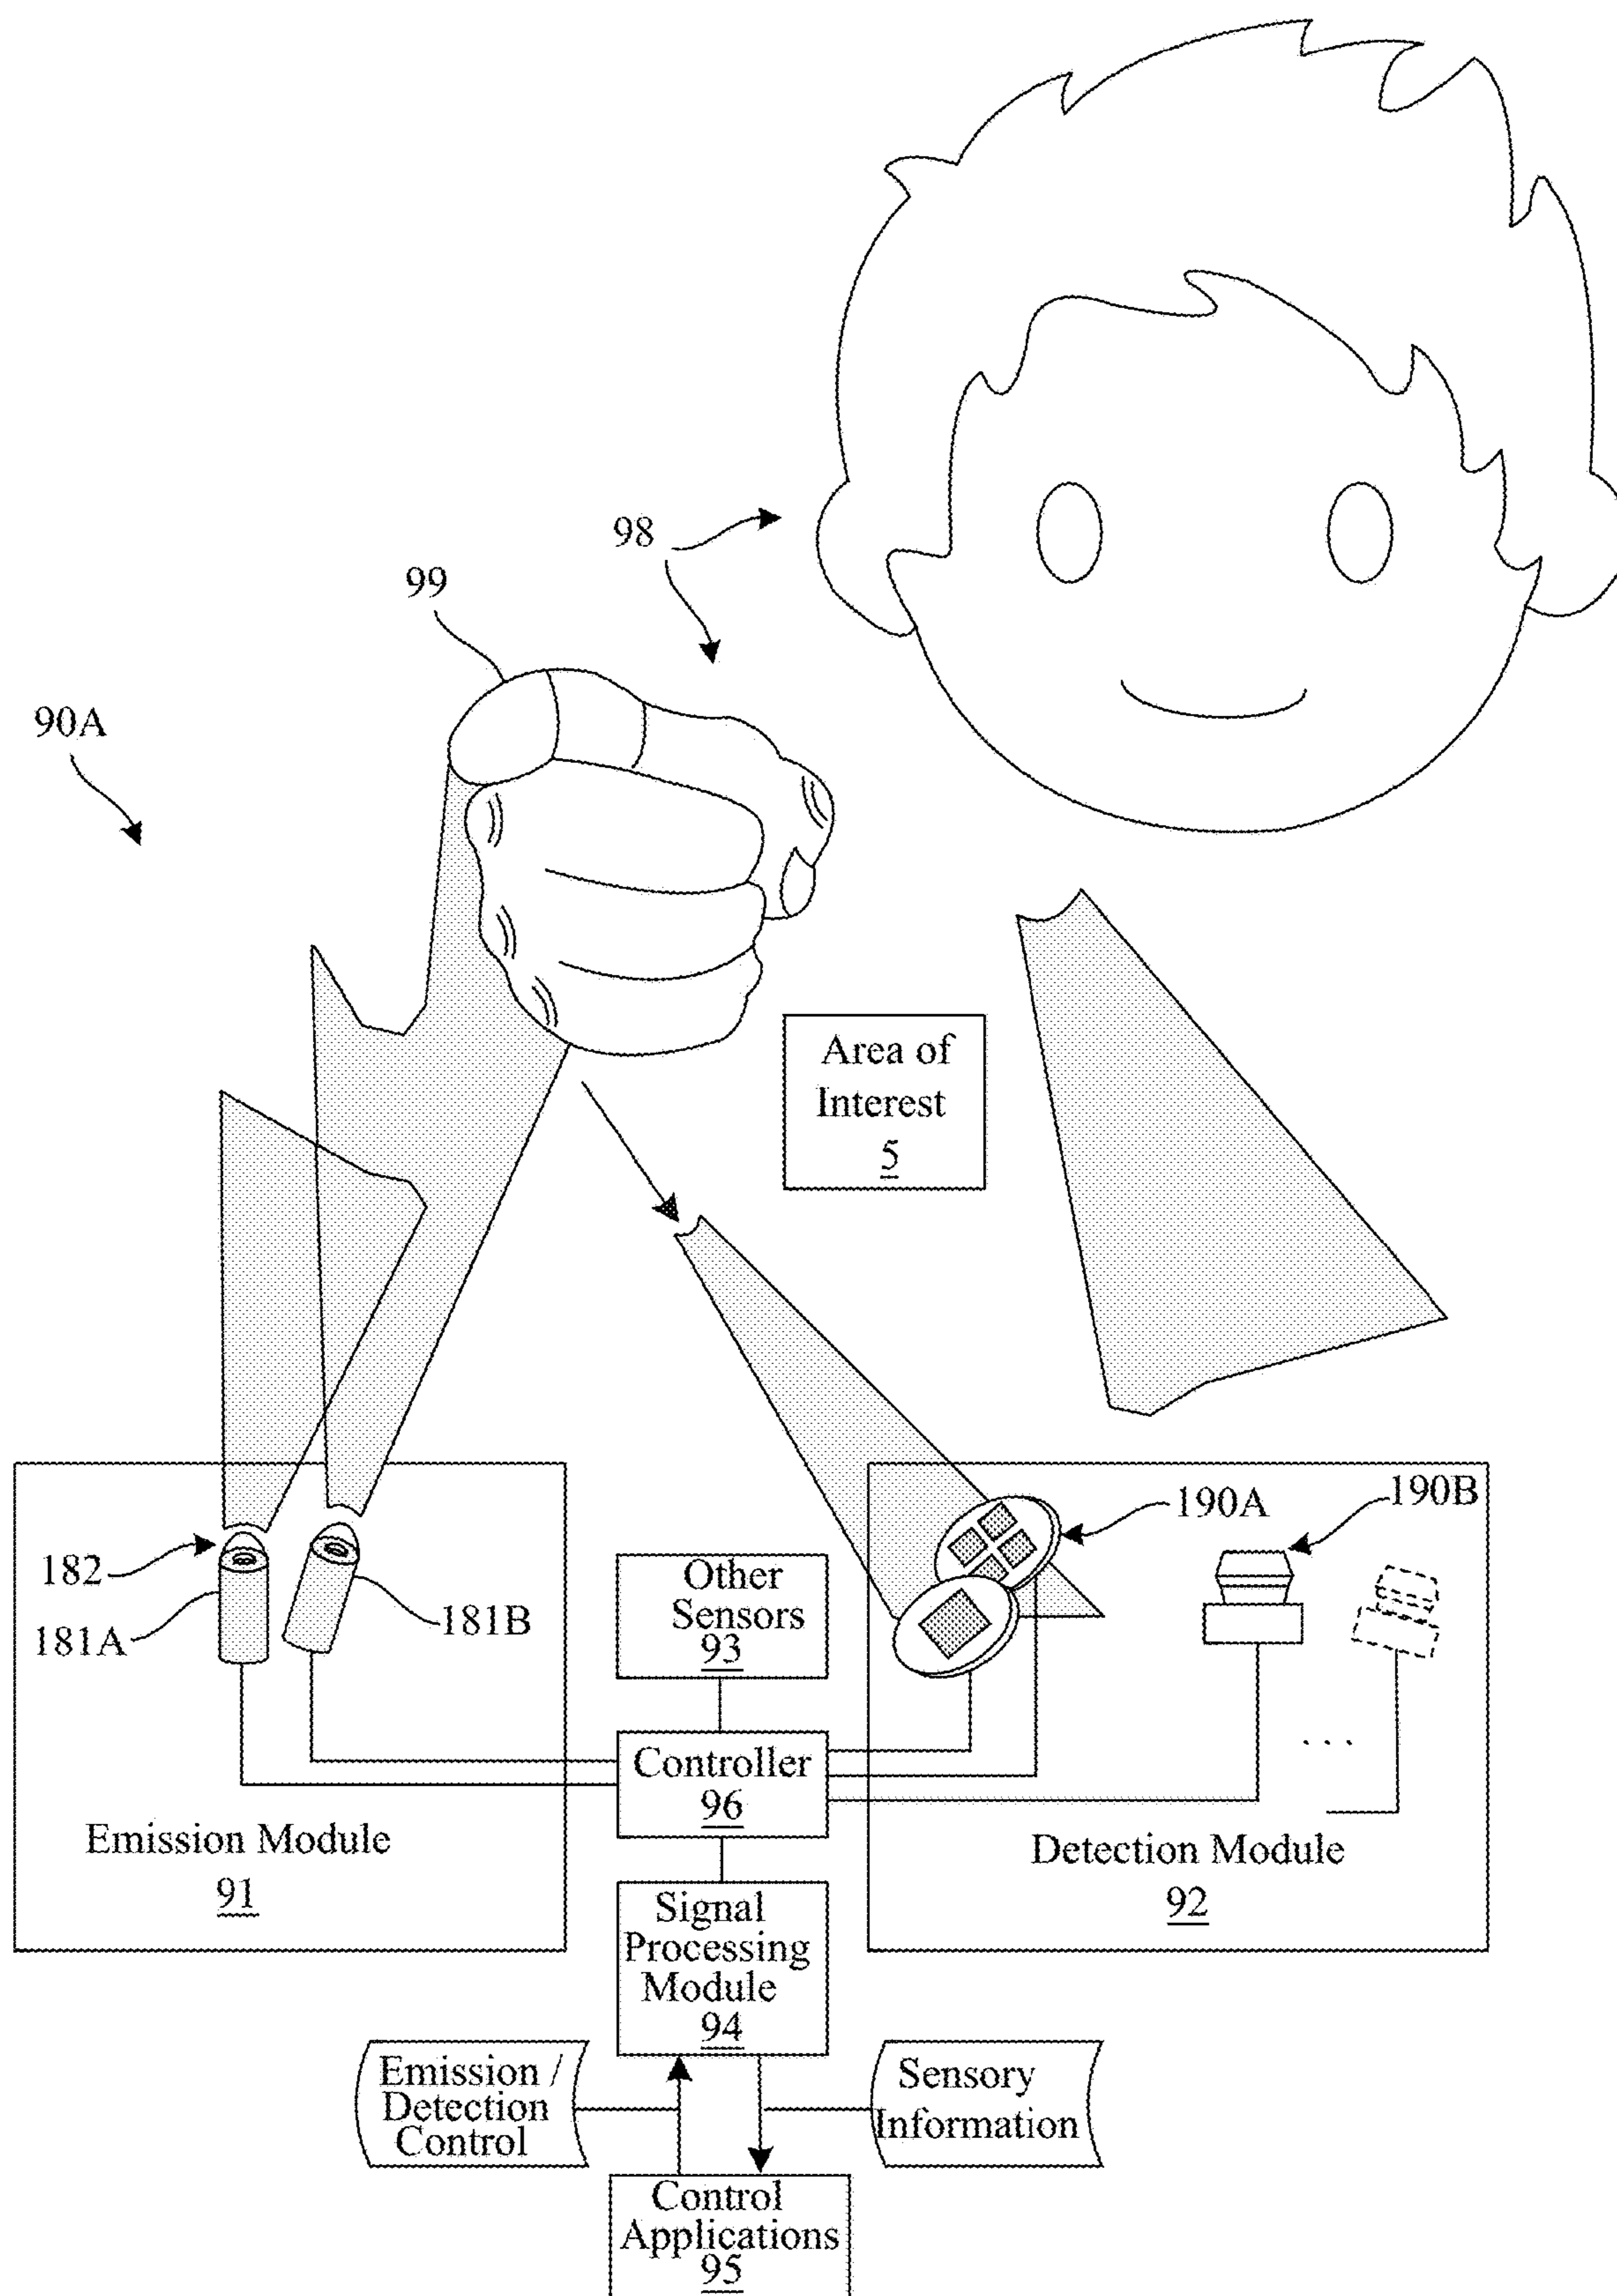 98
99
90A
Area of
Interest
5
190A
190B
182
181A
181B
Other
Sensors
93
Controller
96
Emission Module
91
Detection Module
92
Signal
Processing
Module
94
Emission /
Detection
Control
Sensory
Information
Control
Applications
95